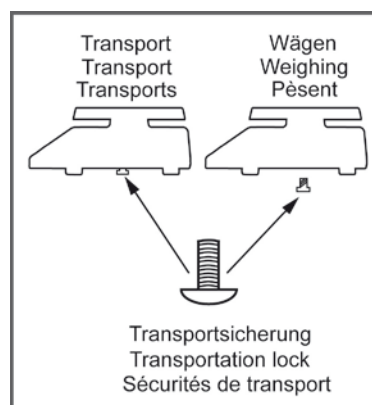 Transport
Transport
Transports
Wägen
Weighing
Pèsent
Transportsicherung
Transportation lock
Sécurités de transport